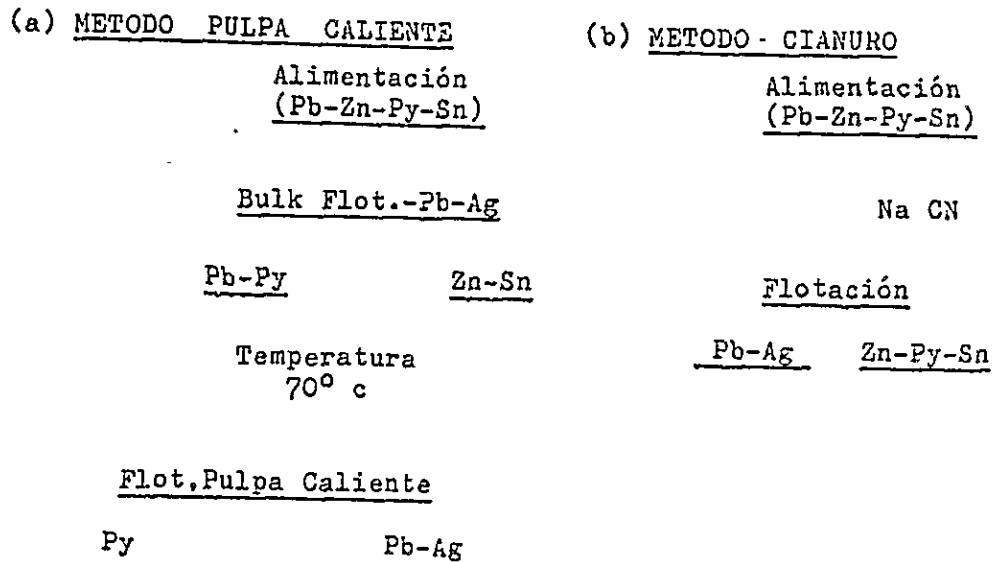 (a) METODO PULPA CALIENTE
Alimentación
(Pb-Zn-Py-Sn)
Bulk Flot.-Pb-Ag
Pb-Py Zn-Sn
Temperatura
70° c
Flot.Pulpa Caliente
Py Pb-Ag
(b) METODO - CIANURO
Alimentación
(Pb-Zn-Py-Sn)
Na CN
Flotación
Pb-Ag Zn-Py-Sn